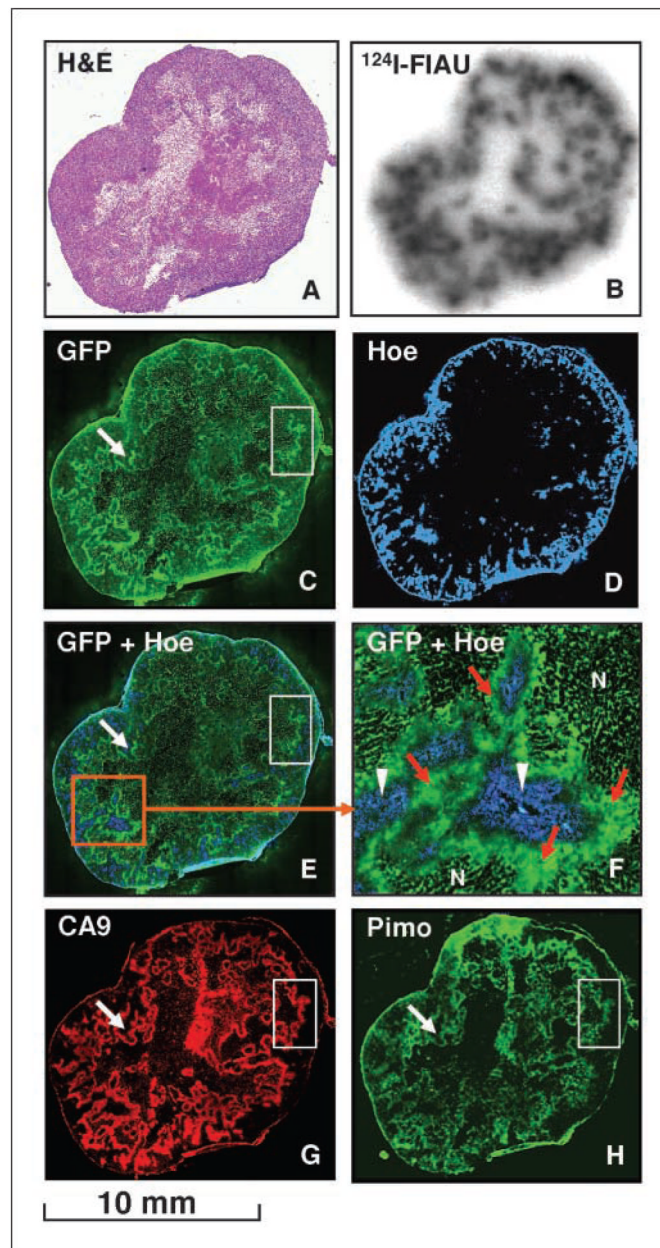 H&E
A
¹²⁴I-FIAU
B
GFP
C
Hoe
D
GFP + Hoe
E
GFP + Hoe
N
N
F
CA9
G
Pimo
H
10 mm